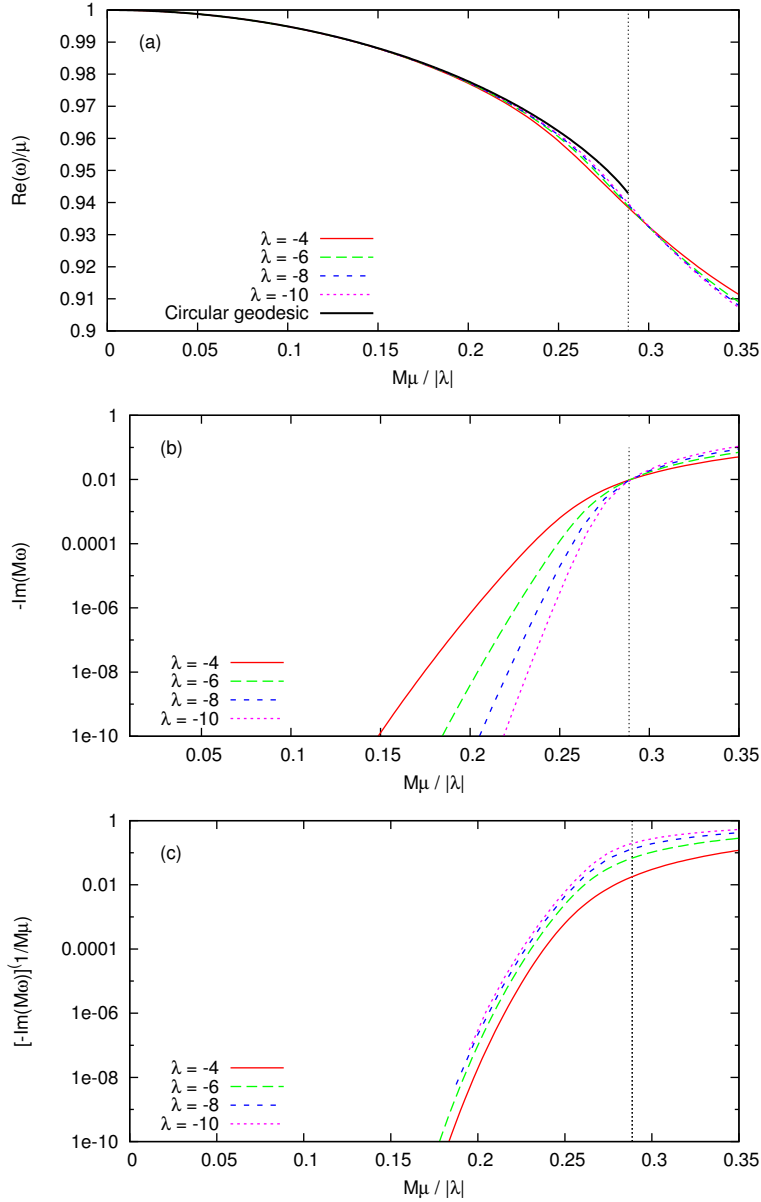 (a)
1
0.99
0.98
0.97
0.96
0.95
0.94
0.93
0.92
0.91
0.9
Re(ω)/μ
λ = -4
λ = -6
λ = -8
λ = -10
Circular geodesic
0 0.05 0.1 0.15 0.2 0.25 0.3 0.35
Mμ / |λ|
(b)
1
0.01
0.0001
1e-06
1e-08
1e-10
-Im(Mω)
λ = -4
λ = -6
λ = -8
λ = -10
0.05 0.1 0.15 0.2 0.25 0.3 0.35
Mμ / |λ|
(c)
1
0.01
0.0001
1e-06
1e-08
1e-10
[-Im(Mω)]^(1/Mμ)
λ = -4
λ = -6
λ = -8
λ = -10
0 0.05 0.1 0.15 0.2 0.25 0.3 0.35
Mμ / |λ|